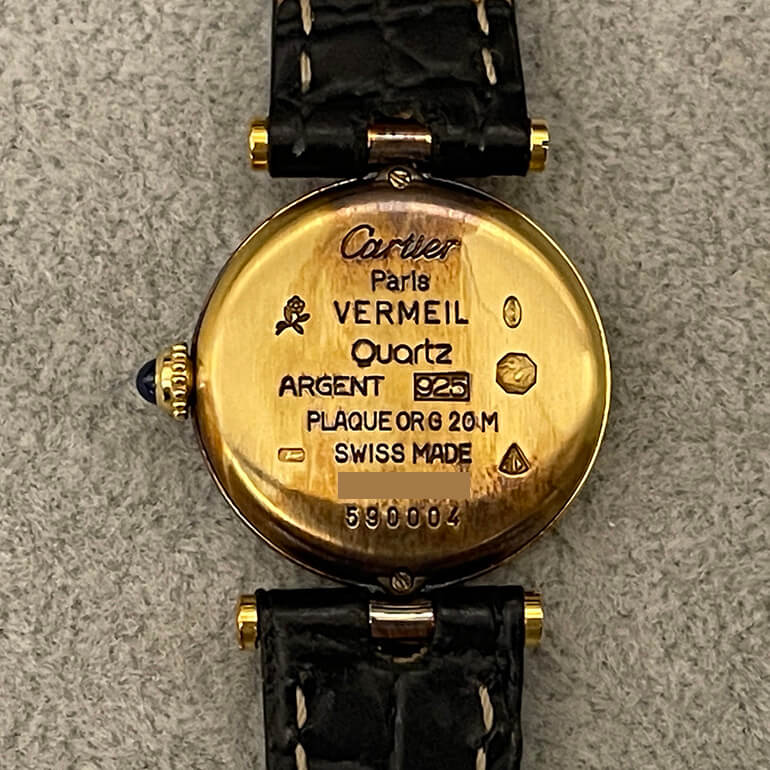 Cartier
Paris
VERMEIL
Quartz
ARGENT 925
PLAQUE OR G 20.M
SWISS MADE
590004